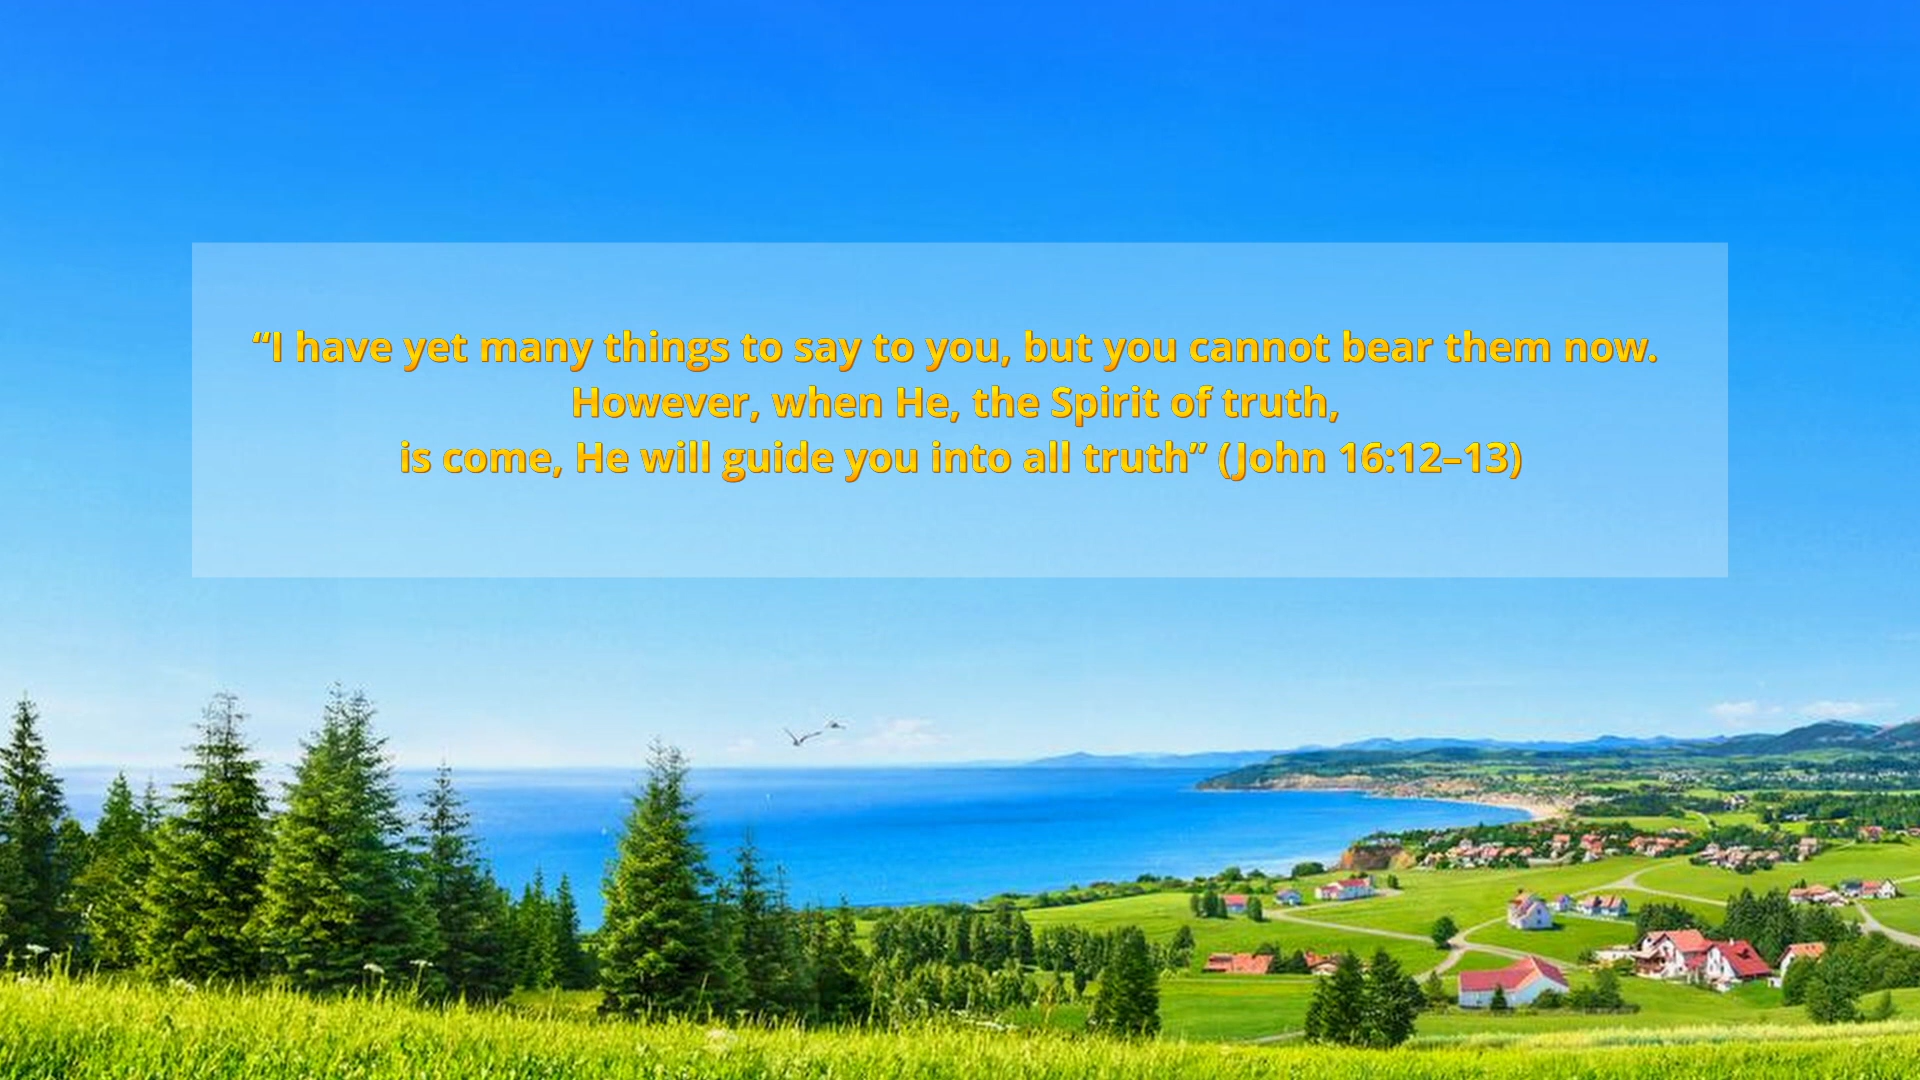 “I have yet many things to say to you, but you cannot bear them now.
However, when He, the Spirit of truth,
is come, He will guide you into all truth” (John 16:12–13)